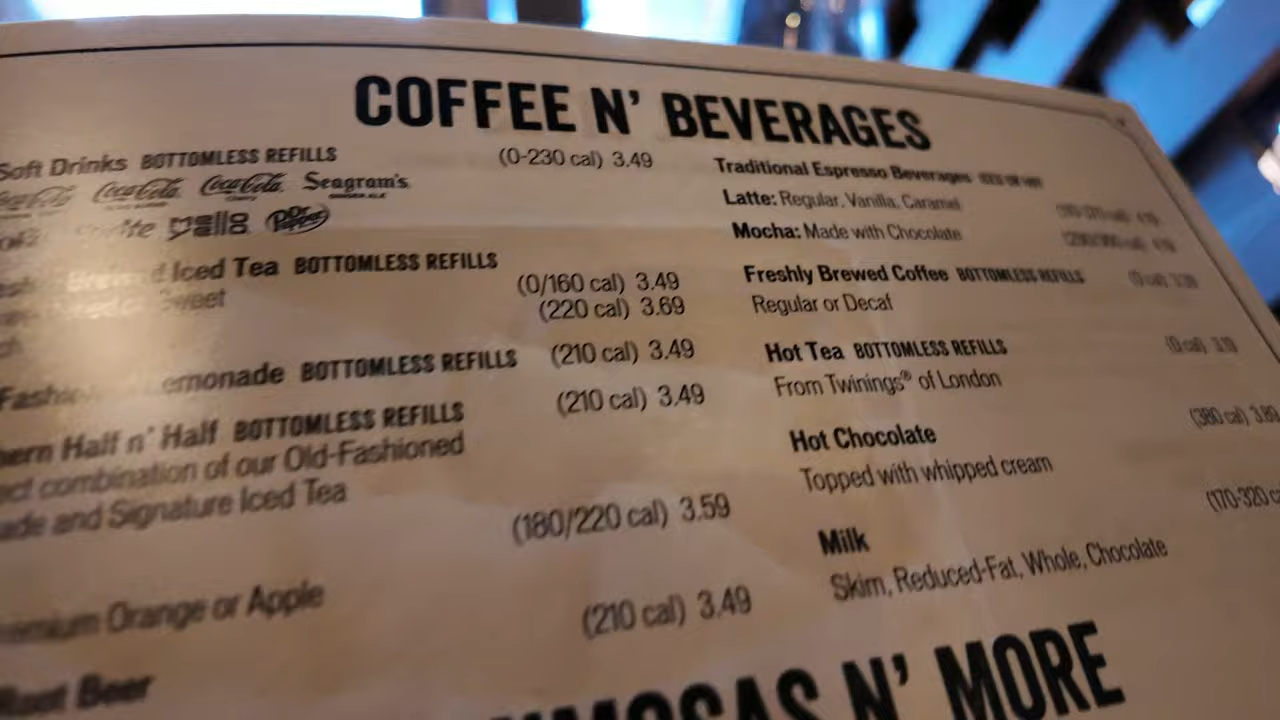 COFFEE N' BEVERAGES
Soft Drinks BOTTOMLESS REFILLS (0-230 cal) 3.49
Coca-Cola Coca-Cola Coca-Cola Seagram's
GINGER ALE
Mello Dr Pepper
Iced Tea BOTTOMLESS REFILLS
(0/160 cal) 3.49
(220 cal) 3.69
BOTTOMLESS REFILLS (210 cal) 3.49
(210 cal) 3.49
Half n' Half BOTTOMLESS REFILLS
combination of our Old-Fashioned
and Signature Iced Tea
(180/220 cal) 3.59
Orange or Apple
(210 cal) 3.49
Root Beer
Traditional Espresso Beverages
Latte: Regular, Vanilla, Caramel
Mocha: Made with Chocolate
Freshly Brewed Coffee BOTTOMLESS REFILLS
Regular or Decaf
Hot Tea BOTTOMLESS REFILLS
From Twinings® of London
(380 cal)
Hot Chocolate
Topped with whipped cream
(170-320
Milk
Skim, Reduced-Fat, Whole, Chocolate
N' MORE